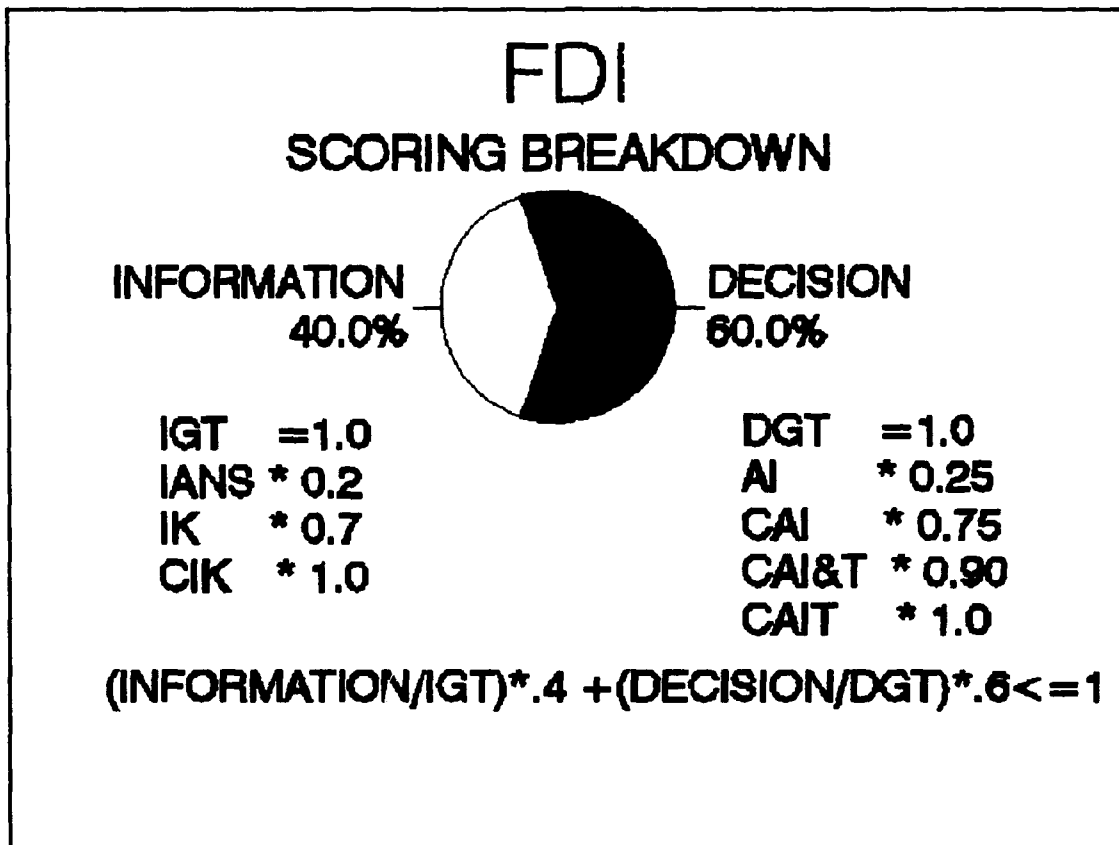 FDI
SCORING BREAKDOWN
INFORMATION
40.0%
DECISION
60.0%
IGT =1.0
IANS * 0.2
IK * 0.7
CIK * 1.0
DGT =1.0
AI * 0.25
CAI * 0.75
CAI&T * 0.90
CAIT * 1.0
(INFORMATION/IGT)*.4 +(DECISION/DGT)*.6<=1